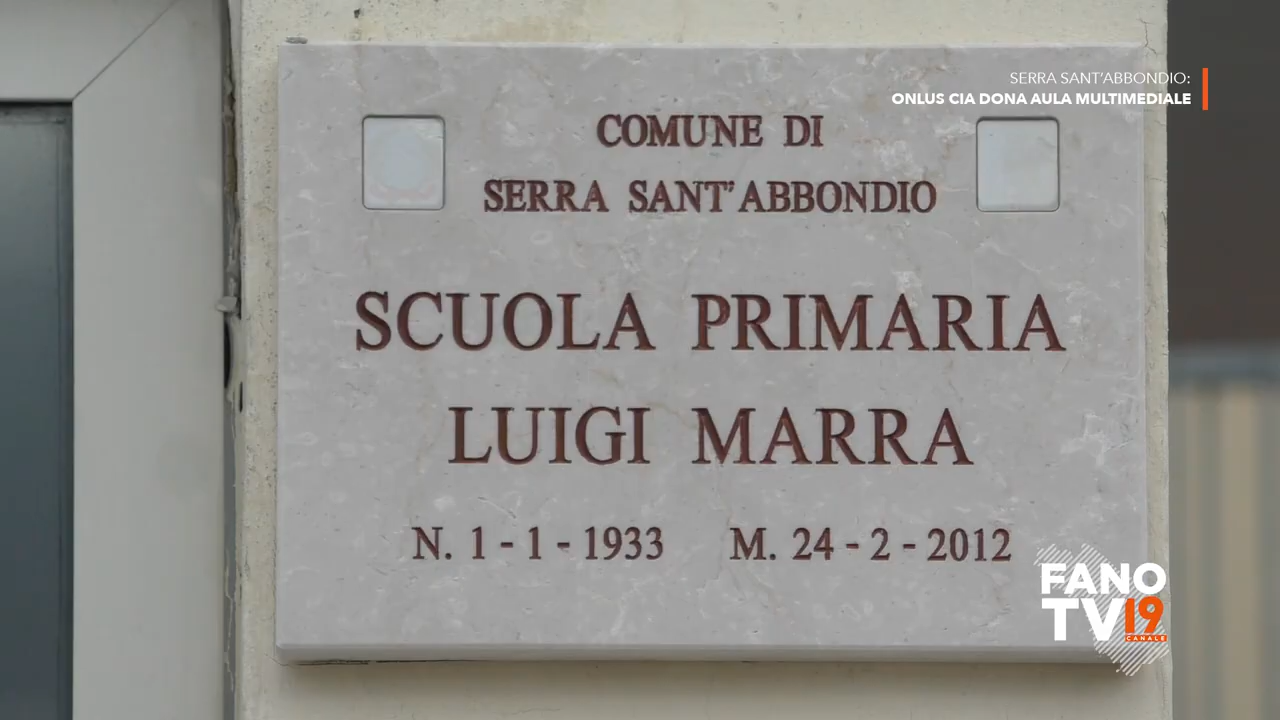 SERRA SANT'ABBONDIO:
ONLUS CIA DONA AULA MULTIMEDIALE
COMUNE DI
SERRA SANT'ABBONDIO
SCUOLA PRIMARIA
LUIGI MARRA
N. 1 - 1 - 1933 M. 24 - 2 - 2012
FANO
TV19
CANALE